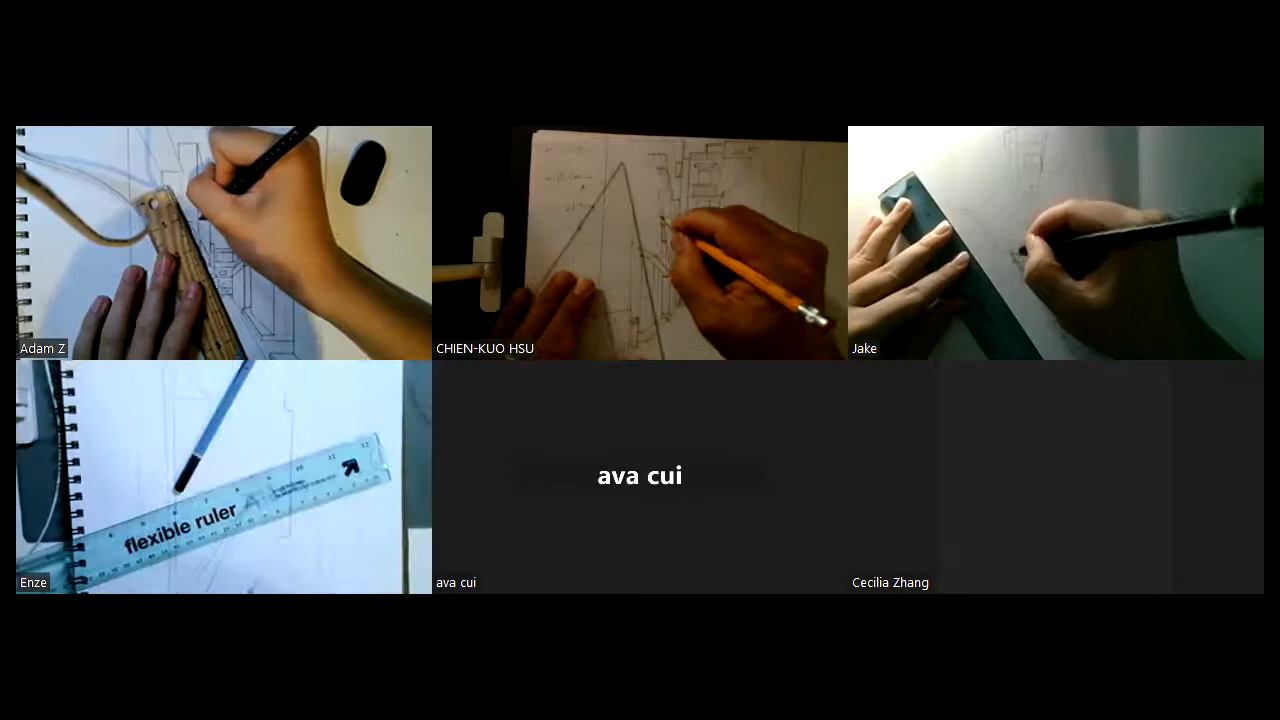 Adam Z
CHIEN-KUO HSU
Jake
flexible ruler
Enze
ava cui
ava cui
Cecilia Zhang